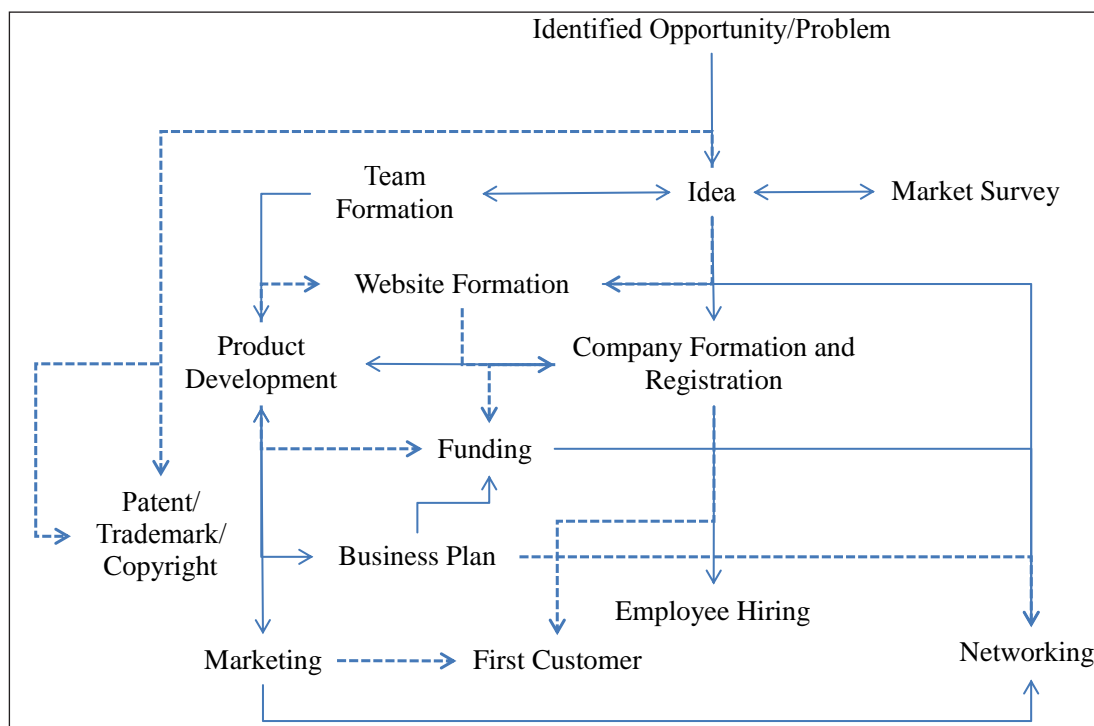 Identified Opportunity/Problem
Team
Formation
Idea
Market Survey
Website Formation
Product
Development
Company Formation and
Registration
Funding
Patent/
Trademark/
Copyright
Business Plan
Employee Hiring
Marketing
First Customer
Networking